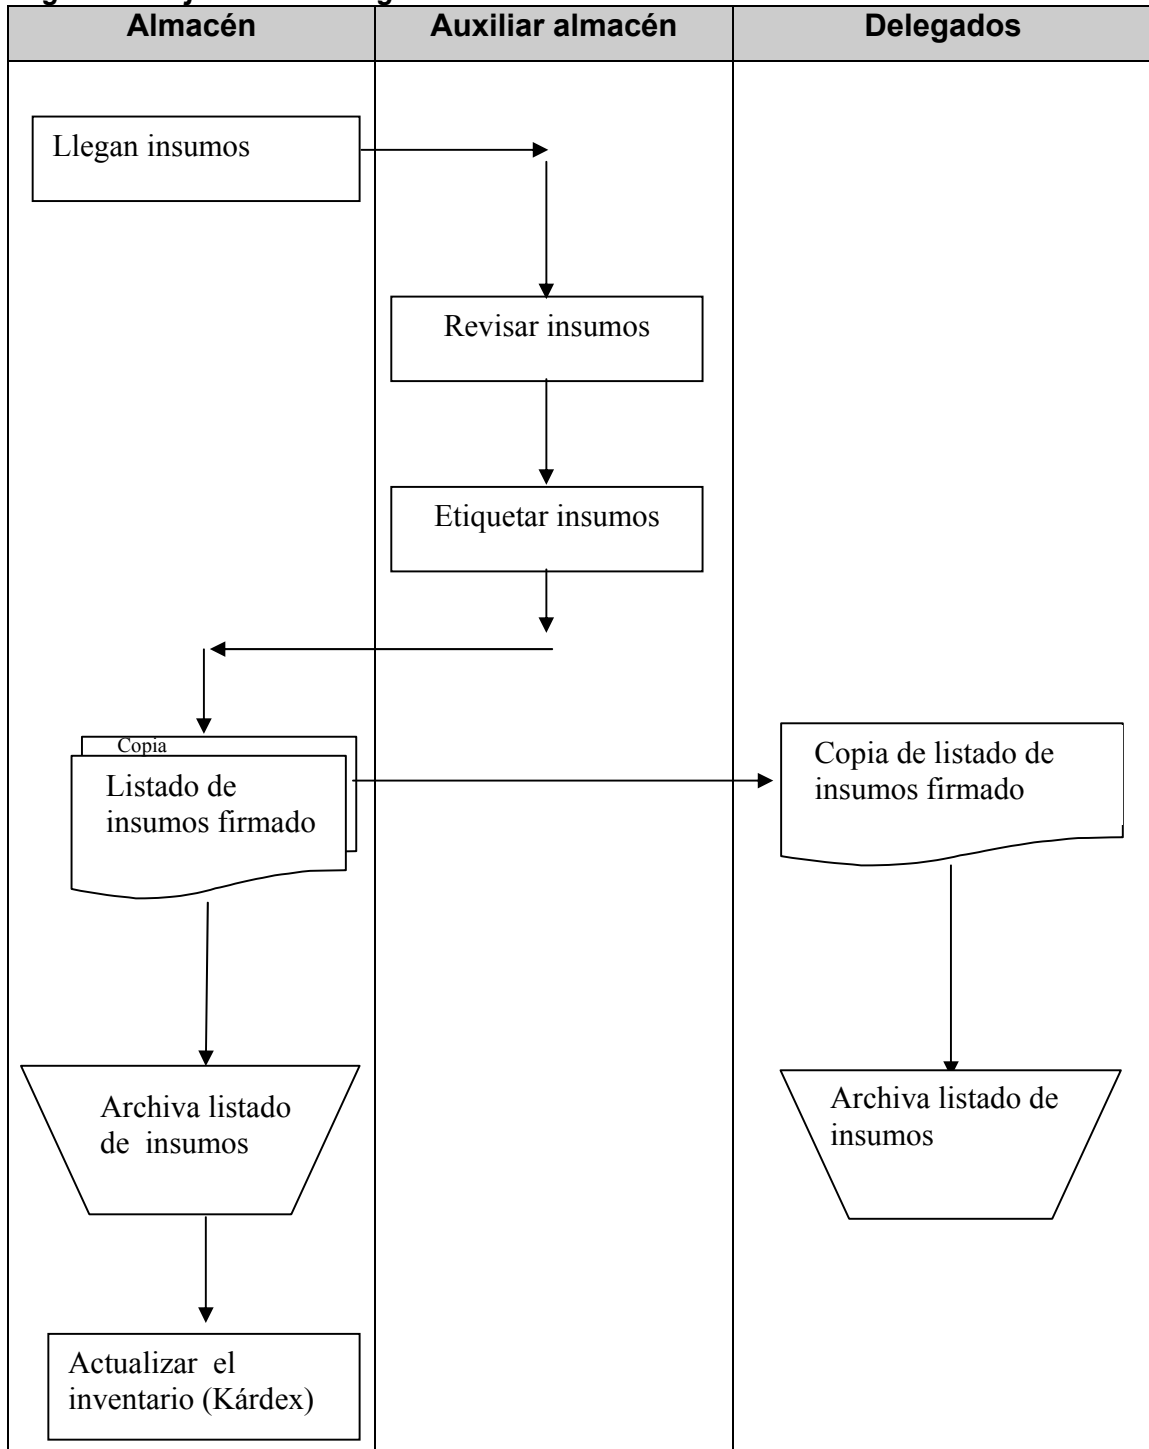 Almacén
Auxiliar almacén
Delegados
Llegan insumos
Revisar insumos
Etiquetar insumos
Copia
Listado de
insumos firmado
Copia de listado de
insumos firmado
Archiva listado
de insumos
Archiva listado de
insumos
Actualizar el
inventario (Kárdex)